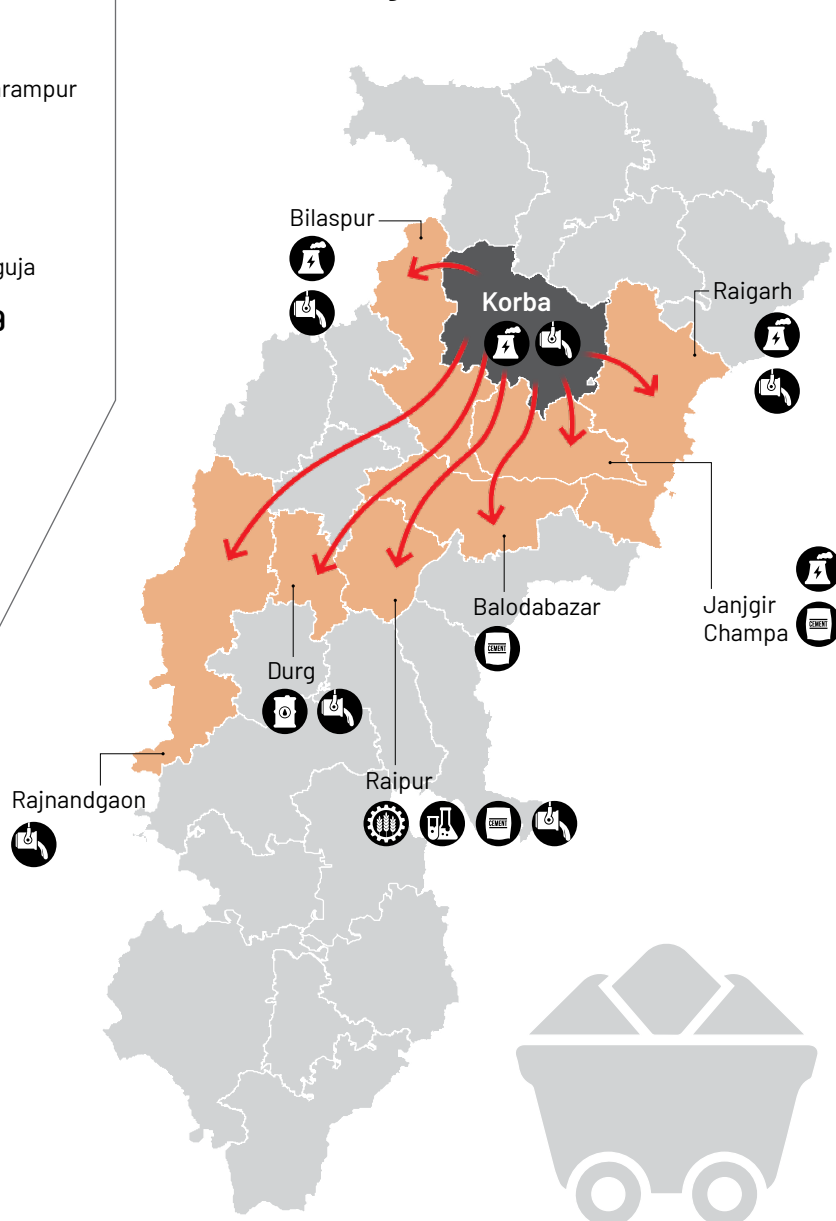 rampur
guja
Bilaspur
Korba
Raigarh
Balodabazar
CEMENT
Janjgir
Champa
CEMENT
Durg
Raipur
CEMENT
Rajnandgaon